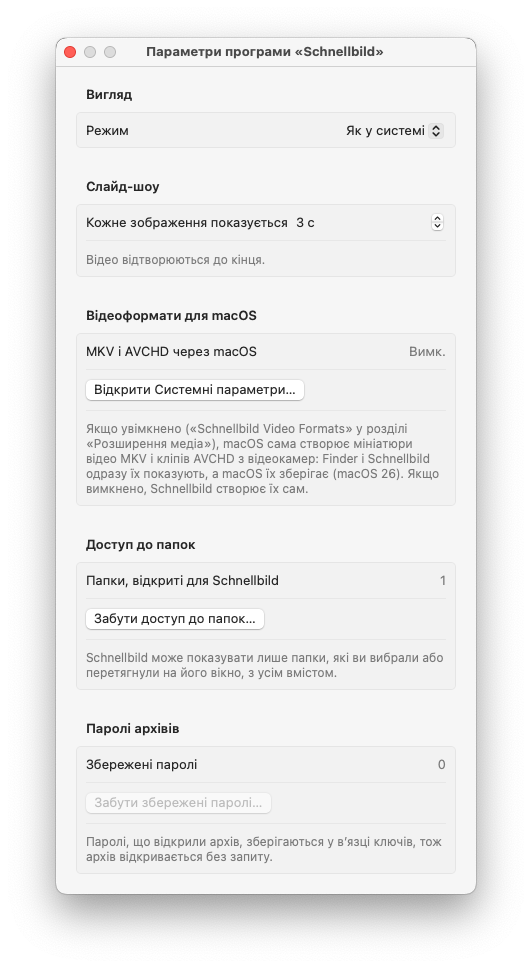 Параметри програми «Schnellbild»
Вигляд
Режим Як у системі
Слайд-шоу
Кожне зображення показується 3 с
Відео відтворюються до кінця.
Відеоформати для macOS
MKV і AVCHD через macOS Вимк.
Відкрити Системні параметри...
Якщо увімкнено («Schnellbild Video Formats» у розділі
«Розширення медіа»), macOS сама створює мініатюри
відео MKV і кліпів AVCHD з відеокамер: Finder і Schnellbild
одразу їх показують, а macOS їх зберігає (macOS 26). Якщо
вимкнено, Schnellbild створює їх сам.
Доступ до папок
Папки, відкриті для Schnellbild 1
Забути доступ до папок...
Schnellbild може показувати лише папки, які ви вибрали або
перетягнули на його вікно, з усім вмістом.
Паролі архівів
Збережені паролі 0
Забути збережені паролі...
Паролі, що відкрили архів, зберігаються у в’язці ключів, тож
архів відкривається без запиту.